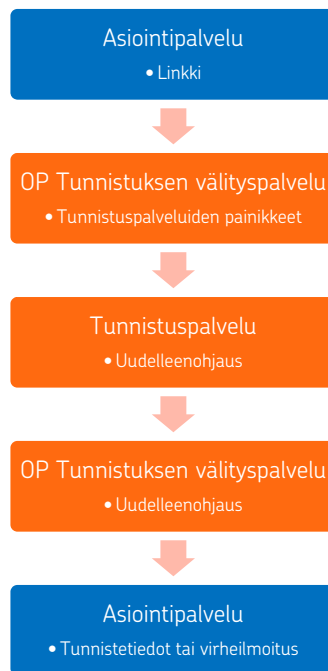 Asiointipalvelu
• Linkki
OP Tunnistuksen välityspalvelu
• Tunnistuspalveluiden painikkeet
Tunnistuspalvelu
• Uudelleenohjaus
OP Tunnistuksen välityspalvelu
• Uudelleenohjaus
Asiointipalvelu
• Tunnistetiedot tai virheilmoitus